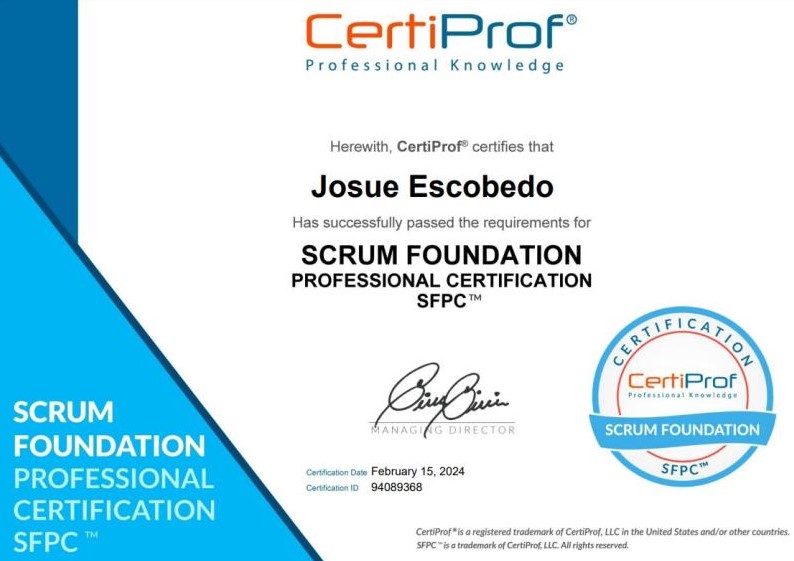 CertiProf®
Professional Knowledge
Herewith, CertiProf® certifies that
Josue Escobedo
Has successfully passed the requirements for
SCRUM FOUNDATION
PROFESSIONAL CERTIFICATION
SFPC™
MANAGING DIRECTOR
Certification Date February 15, 2024
Certification ID 94089368
SCRUM
FOUNDATION
PROFESSIONAL
CERTIFICATION
SFPC ™
CERTIFICATION
CertiProf
Professional Knowledge
SCRUM FOUNDATION
SFPC™
CertiProf® is a registered trademark of CertiProf, LLC in the United States and/or other countries.
SFPC™ is a trademark of CertiProf, LLC. All rights reserved.